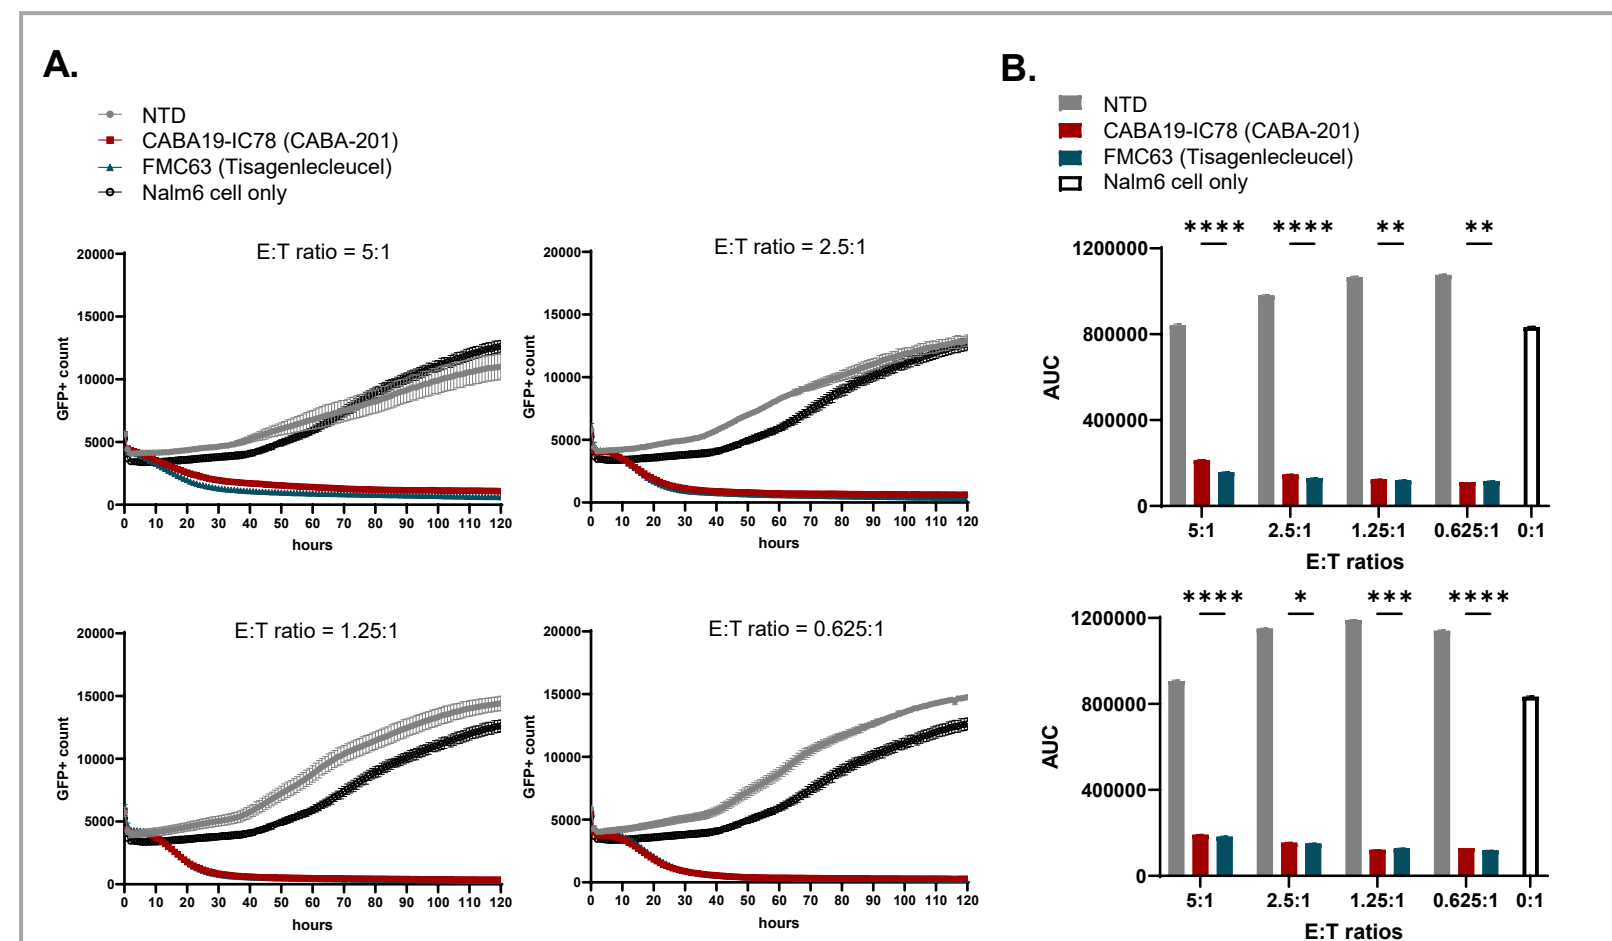 A.
NTD
CABA19-IC78 (CABA-201)
FMC63 (Tisagenlecleucel)
Nalm6 cell only
E:T ratio = 5:1
GFP+ count
20000
15000
10000
5000
0
0 10 20 30 40 50 60 70 80 90 100 110 120
hours
E:T ratio = 2.5:1
GFP+ count
20000
15000
10000
5000
0
0 10 20 30 40 50 60 70 80 90 100 110 120
hours
E:T ratio = 1.25:1
GFP+ count
20000
15000
10000
5000
0
0 10 20 30 40 50 60 70 80 90 100 110 120
hours
E:T ratio = 0.625:1
GFP+ count
20000
15000
10000
5000
0
0 10 20 30 40 50 60 70 80 90 100 110 120
hours
B.
NTD
CABA19-IC78 (CABA-201)
FMC63 (Tisagenlecleucel)
Nalm6 cell only
**** **** ** **
AUC
1200000
800000
400000
0
5:1 2.5:1 1.25:1 0.625:1 0:1
E:T ratios
**** * *** ****
AUC
1200000
800000
400000
0
5:1 2.5:1 1.25:1 0.625:1 0:1
E:T ratios